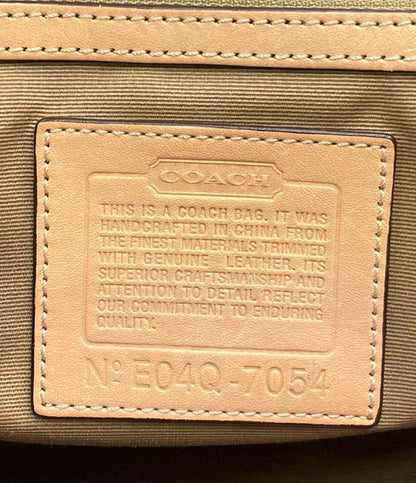 COACH
THIS IS A COACH BAG. IT WAS
HANDCRAFTED IN CHINA FROM
THE FINEST MATERIALS TRIMMED
WITH GENUINE LEATHER. ITS
SUPERIOR CRAFTSMANSHIP AND
ATTENTION TO DETAIL REFLECT
OUR COMMITMENT TO ENDURING
QUALITY.
Nº E04Q-7054